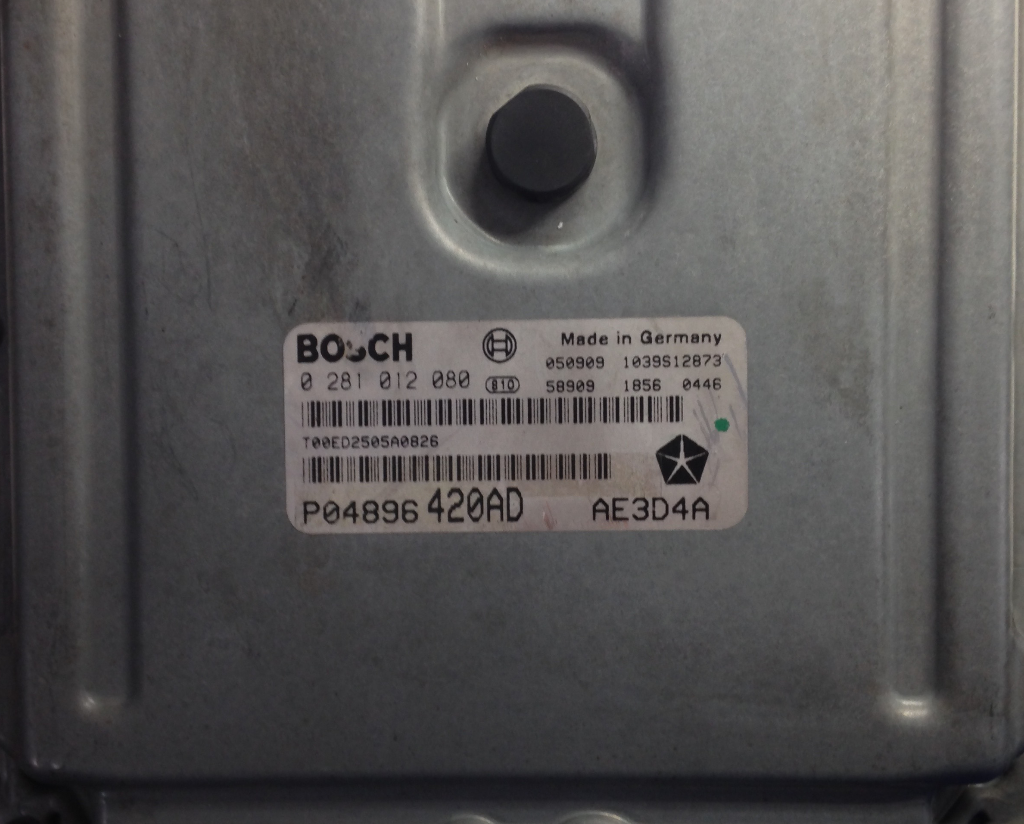 BOSCH
Made in Germany
050909 1039S12873
0 281 012 080 810 58909 1856 0446
T00ED2505A0826
P04896 420AD AE3D4A